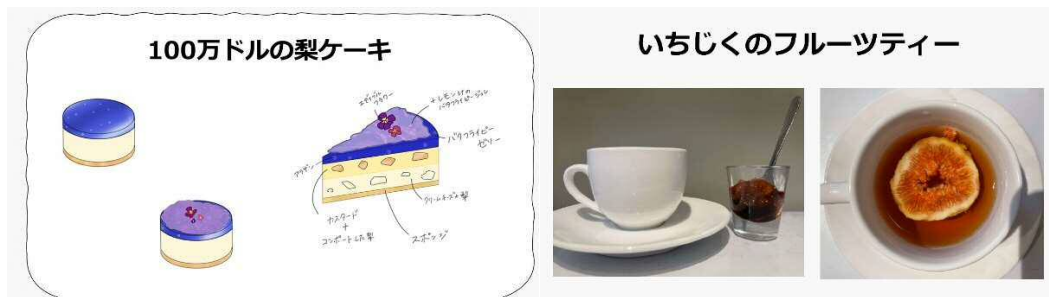 100万ドルの梨ケーキ
エディブル
フラワー
+レモン汁の
バタフライピージュレ
バタフライピー
ゼリー
アラザン
クリームチーズ+梨
カスタード
+
コンポートした梨
スポンジ
いちじくのフルーツティー